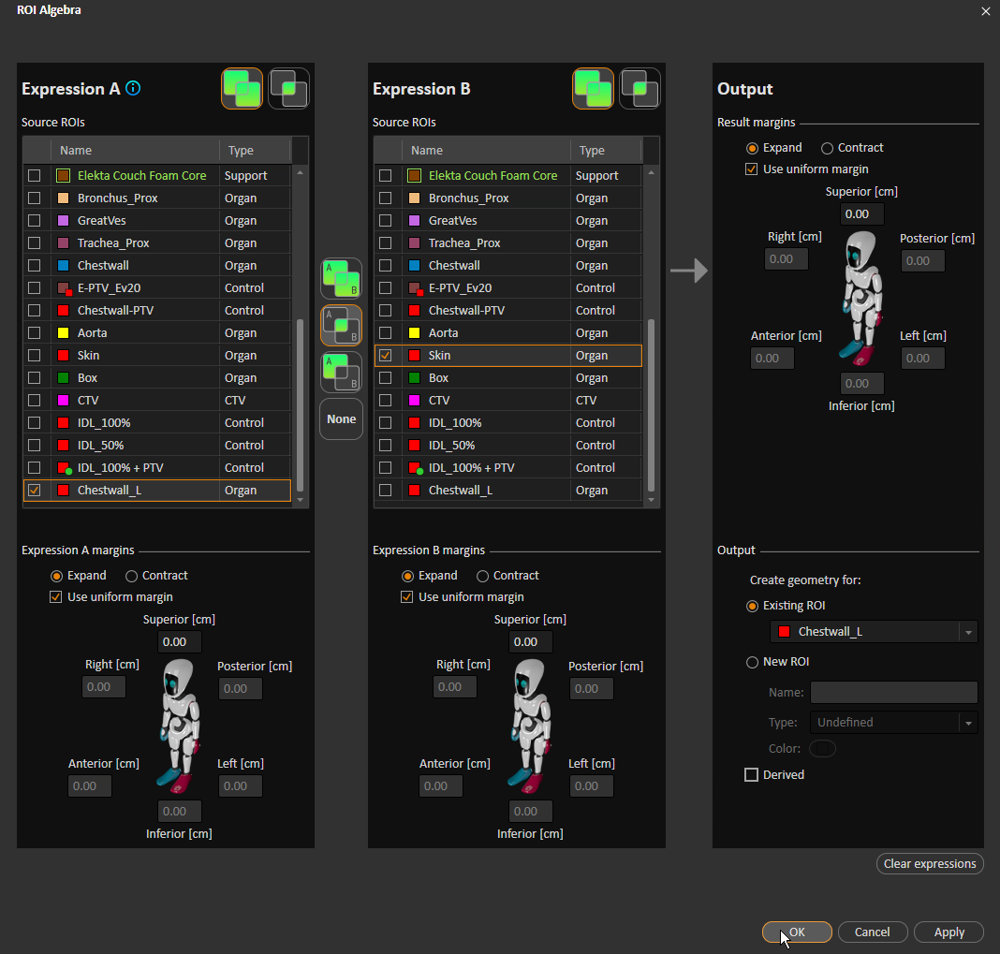 ROI Algebra
Expression A
Source ROIs
Name Type
Elekta Couch Foam Core Support
Bronchus_Prox Organ
GreatVes Organ
Trachea_Prox Organ
Chestwall Organ
E-PTV_Ev20 Control
Chestwall-PTV Control
Aorta Organ
Skin Organ
Box Organ
CTV CTV
IDL_100% Control
IDL_50% Control
IDL_100% + PTV Control
Chestwall_L Organ
Expression A margins
Expand Contract
Use uniform margin
Superior [cm]
0.00
Right [cm] Posterior [cm]
0.00 0.00
Anterior [cm] Left [cm]
0.00 0.00
0.00
Inferior [cm]
A
B
A
B
A
B
None
Expression B
Source ROIs
Name Type
Elekta Couch Foam Core Support
Bronchus_Prox Organ
GreatVes Organ
Trachea_Prox Organ
Chestwall Organ
E-PTV_Ev20 Control
Chestwall-PTV Control
Aorta Organ
Skin Organ
Box Organ
CTV CTV
IDL_100% Control
IDL_50% Control
IDL_100% + PTV Control
Chestwall_L Organ
Expression B margins
Expand Contract
Use uniform margin
Superior [cm]
0.00
Right [cm] Posterior [cm]
0.00 0.00
Anterior [cm] Left [cm]
0.00 0.00
0.00
Inferior [cm]
Output
Result margins
Expand Contract
Use uniform margin
Superior [cm]
0.00
Right [cm] Posterior [cm]
0.00 0.00
Anterior [cm] Left [cm]
0.00 0.00
0.00
Inferior [cm]
Output
Create geometry for:
Existing ROI
Chestwall_L
New ROI
Name:
Type: Undefined
Color:
Derived
Clear expressions
OK Cancel Apply